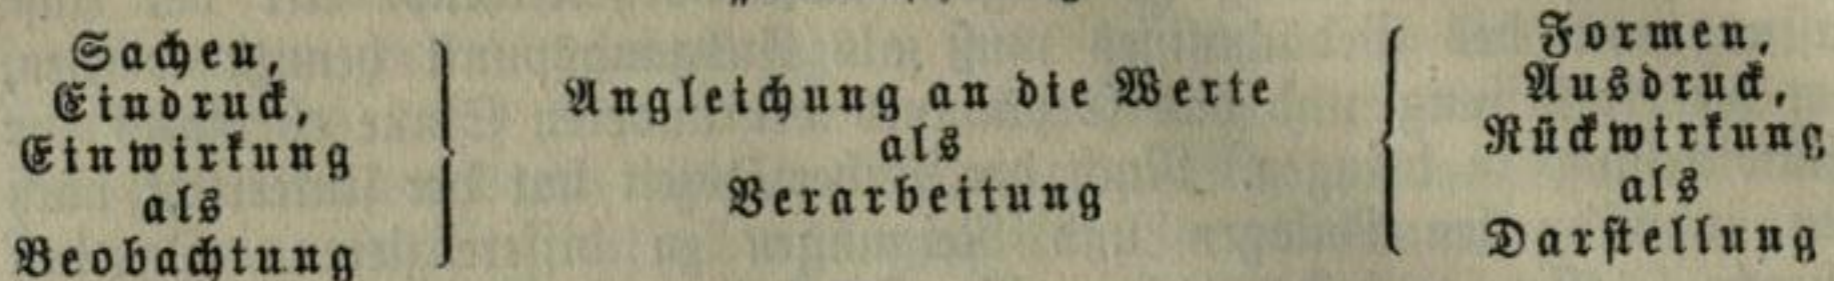 Sachen,
Eindruck,
Einwirkung
als
Beobachtung
Angleichung an die Werte
als
Verarbeitung
Formen,
Ausdruck,
Rückwirkung
als
Darstellung